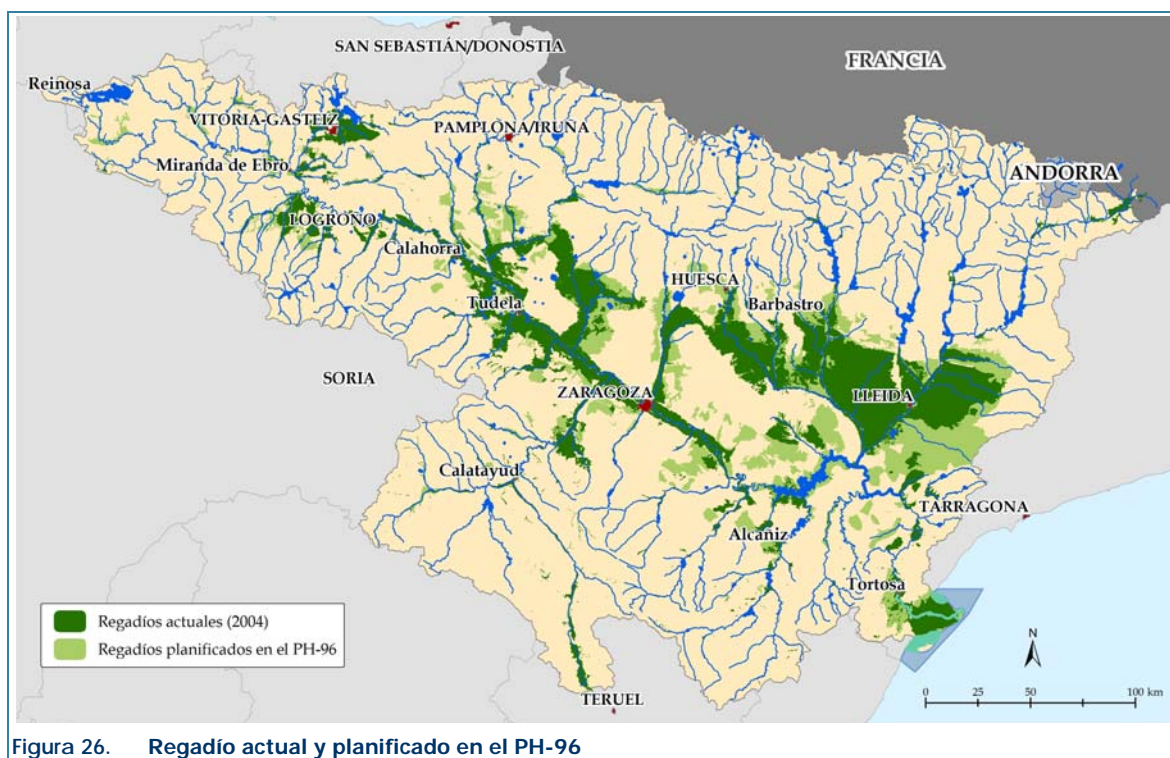 SAN SEBASTIÁN/DONOSTIA
FRANCIA
Reinosa
VITORIA-GASTEIZ
PAMPLONA/IRUÑA
ANDORRA
Miranda de Ebro
LOGROÑO
Calahorra
HUESCA
Barbastro
Tudela
SORIA
ZARAGOZA
LLEIDA
Calatayud
TARRAGONA
Alcañiz
Tortosa
Regadíos actuales (2004)
Regadíos planificados en el PH-96
N
0 25 50 100 km
TERUEL
Figura 26. Regadío actual y planificado en el PH-96